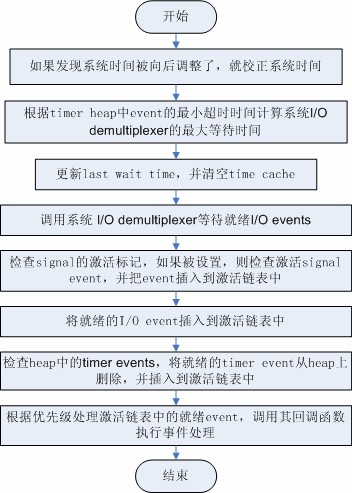 开始
如果发现系统时间被向后调整了，就校正系统时间
根据timer heap中event的最小超时时间计算系统I/O
demultiplexer的最大等待时间
更新last wait time，并清空time cache
调用系统 I/O demultiplexer等待就绪I/O events
检查signal的激活标记，如果被设置，则检查激活signal
event，并把event插入到激活链表中
将就绪的I/O event插入到激活链表中
检查heap中的timer events，将就绪的timer event从heap上
删除，并插入到激活链表中
根据优先级处理激活链表中的就绪event，调用其回调函数
执行事件处理
结束